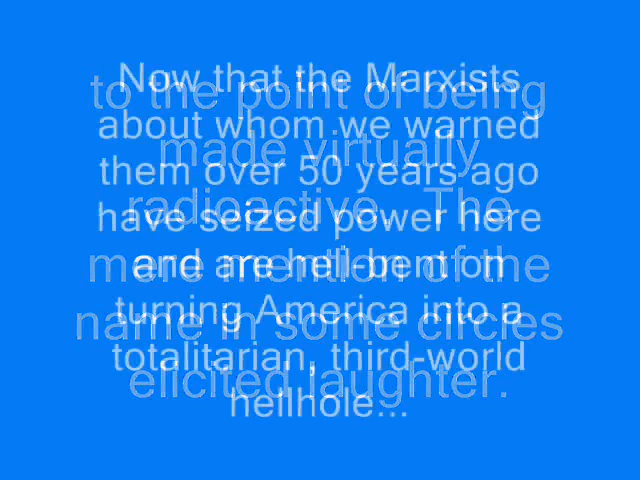 Now that the Marxists
about whom we warned
them over 50 years ago
have seized power here
and are hell-bent on
turning America into a
totalitarian, third-world
hellhole...
to the point of being
made virtually
radioactive. The
mere mention of the
name in some circles
elicited laughter.